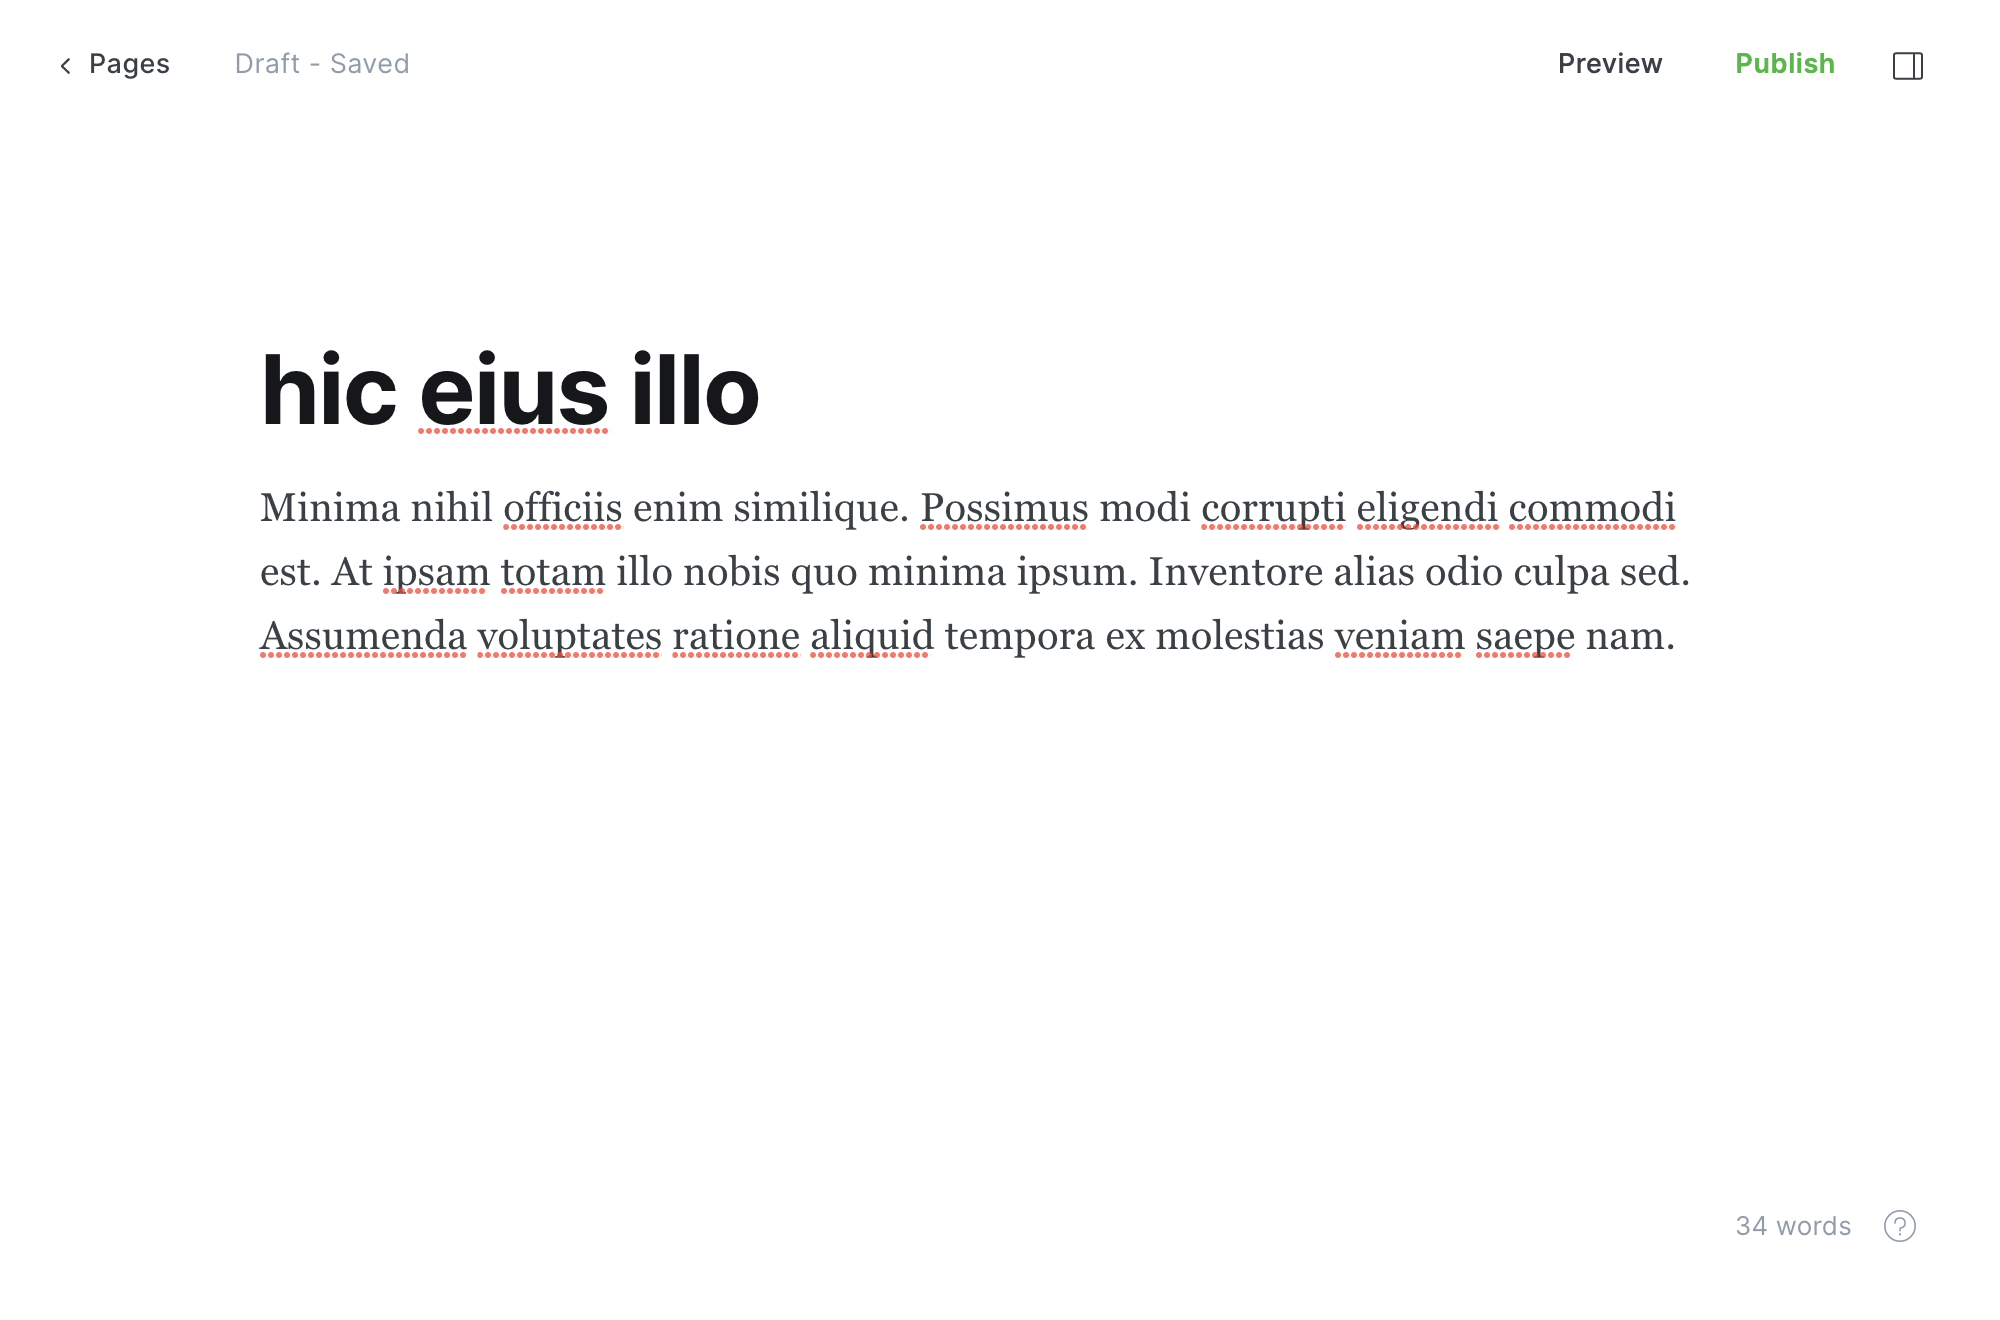 Pages
Draft - Saved
Preview
Publish
hic eius illo
Minima nihil officiis enim similique. Possimus modi corrupti eligendi commodi
est. At ipsam totam illo nobis quo minima ipsum. Inventore alias odio culpa sed.
Assumenda voluptates ratione aliquid tempora ex molestias veniam saepe nam.
34 words
?